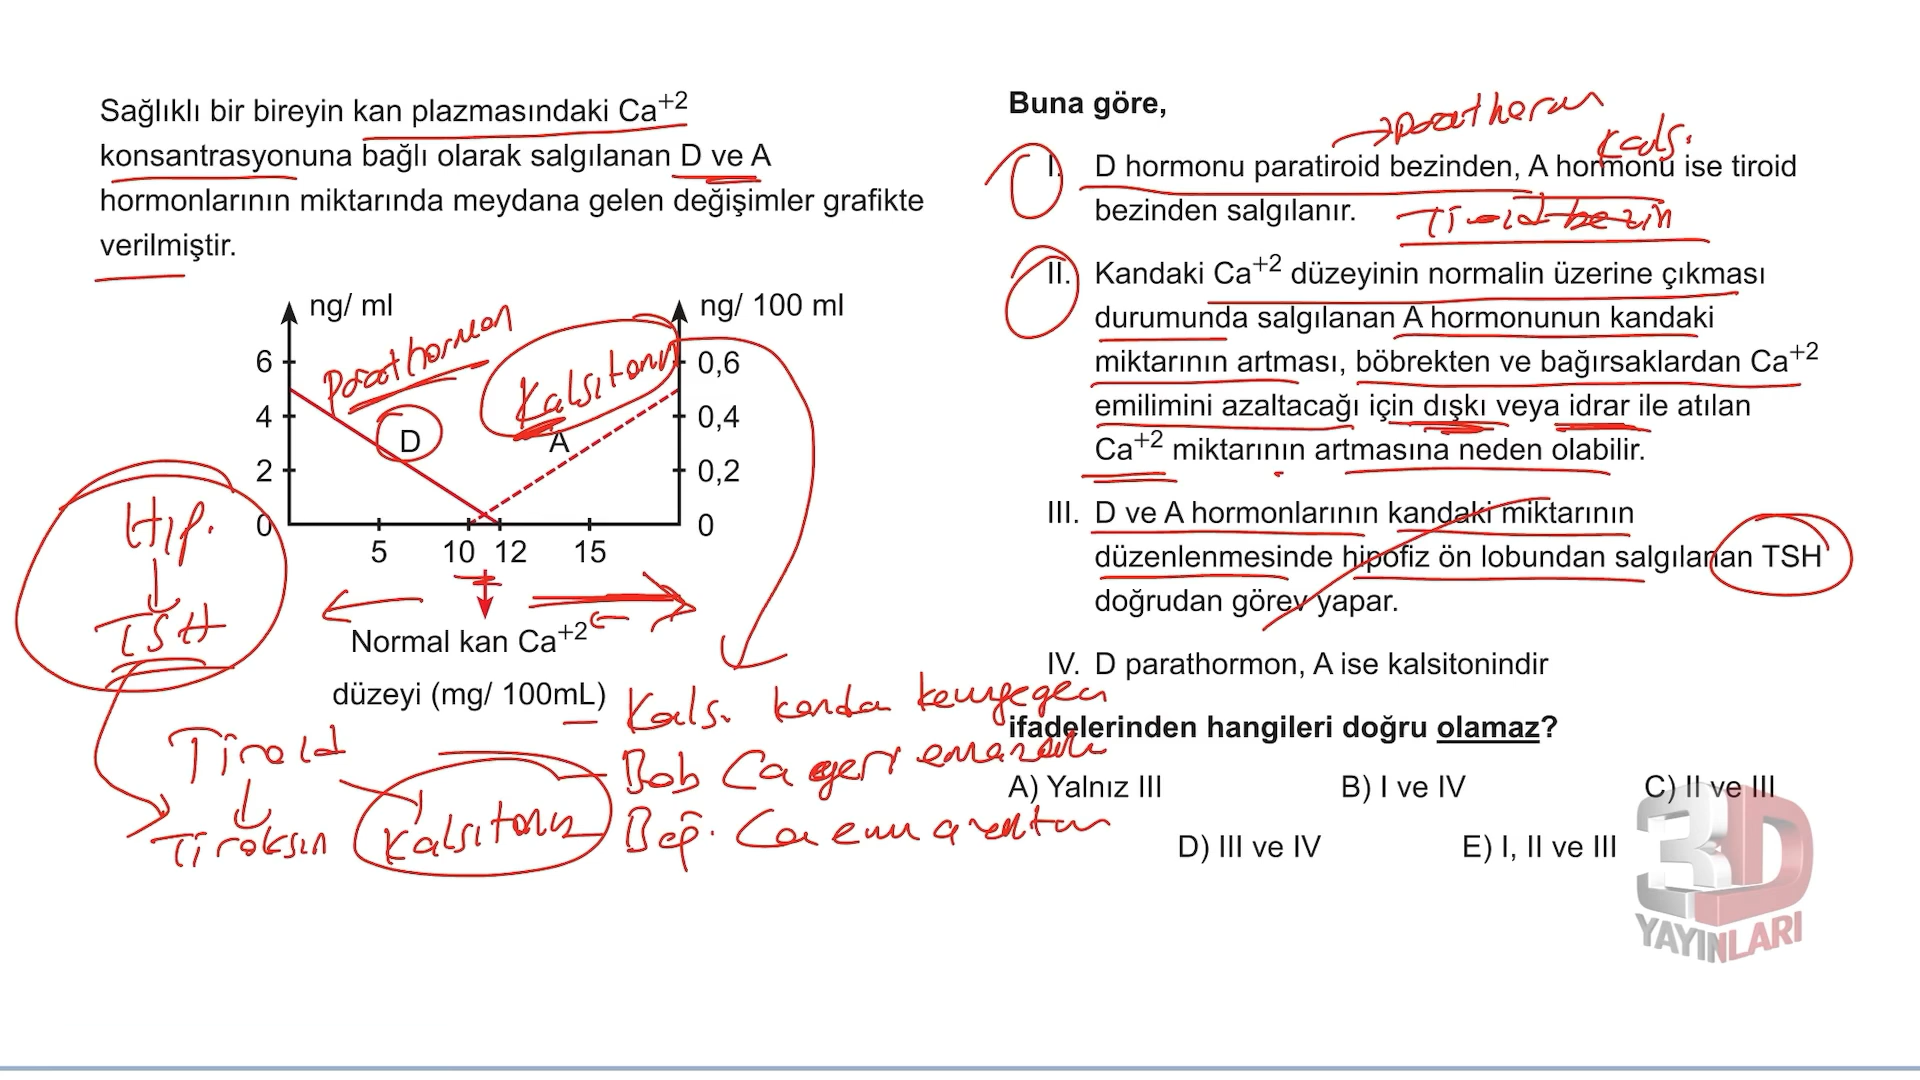 Sağlıklı bir bireyin kan plazmasındaki Ca+2
konsantrasyonuna bağlı olarak salgılanan D ve A
hormonlarının miktarında meydana gelen değişimler grafikte
verilmiştir.
ng/ ml
ng/ 100 ml
Parathormon
Kalsitonin
6
4
2
0
0,6
0,4
0,2
0
D
A
5
10
12
15
Normal kan Ca+2
düzeyi (mg/ 100mL)
Hip.
TSH
Tiroid
Tiroksin
Kalsitonin
Kals. kanda
Böb Ca geri
Bağ. Ca
Buna göre,
parathormon
Kals.
I. D hormonu paratiroid bezinden, A hormonu ise tiroid
bezinden salgılanır.
Tiroid bezin
II. Kandaki Ca+2 düzeyinin normalin üzerine çıkması
durumunda salgılanan A hormonunun kandaki
miktarının artması, böbrekten ve bağırsaklardan Ca+2
emilimini azaltacağı için dışkı veya idrar ile atılan
Ca+2 miktarının artmasına neden olabilir.
III. D ve A hormonlarının kandaki miktarının
düzenlenmesinde hipofiz ön lobundan salgılanan TSH
doğrudan görev yapar.
IV. D parathormon, A ise kalsitonindir
ifadelerinden hangileri doğru olamaz?
A) Yalnız III
B) I ve IV
C) II ve III
D) III ve IV
E) I, II ve III
3D
YAYINLARI